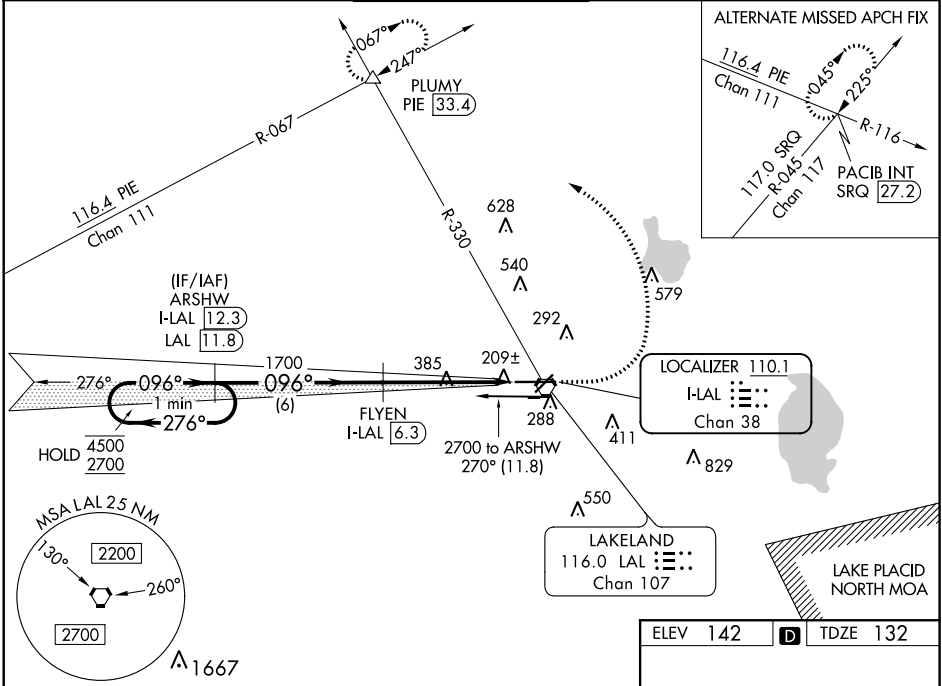 067°
247°
PLUMY
PIE 33.4
R-067
116.4 PIE
Chan 111
R-330
ALTERNATE MISSED APCH FIX
116.4 PIE
Chan 111
045°
225°
R-116
117.0 SRQ
R-045
Chan 117
PACIB INT
SRQ 27.2
628
540
292
579
(IF/IAF)
ARSHW
I-LAL 12.3
LAL 11.8
1700
385
209±
276°
096°
096°
1 min
(6)
276°
HOLD
4500
2700
FLYEN
I-LAL 6.3
288
2700 to ARSHW
270° (11.8)
LOCALIZER 110.1
I-LAL
Chan 38
411
829
550
LAKELAND
116.0 LAL
Chan 107
MSA LAL 25 NM
130°
2200
260°
2700
1667
LAKE PLACID
NORTH MOA
ELEV 142 D TDZE 132